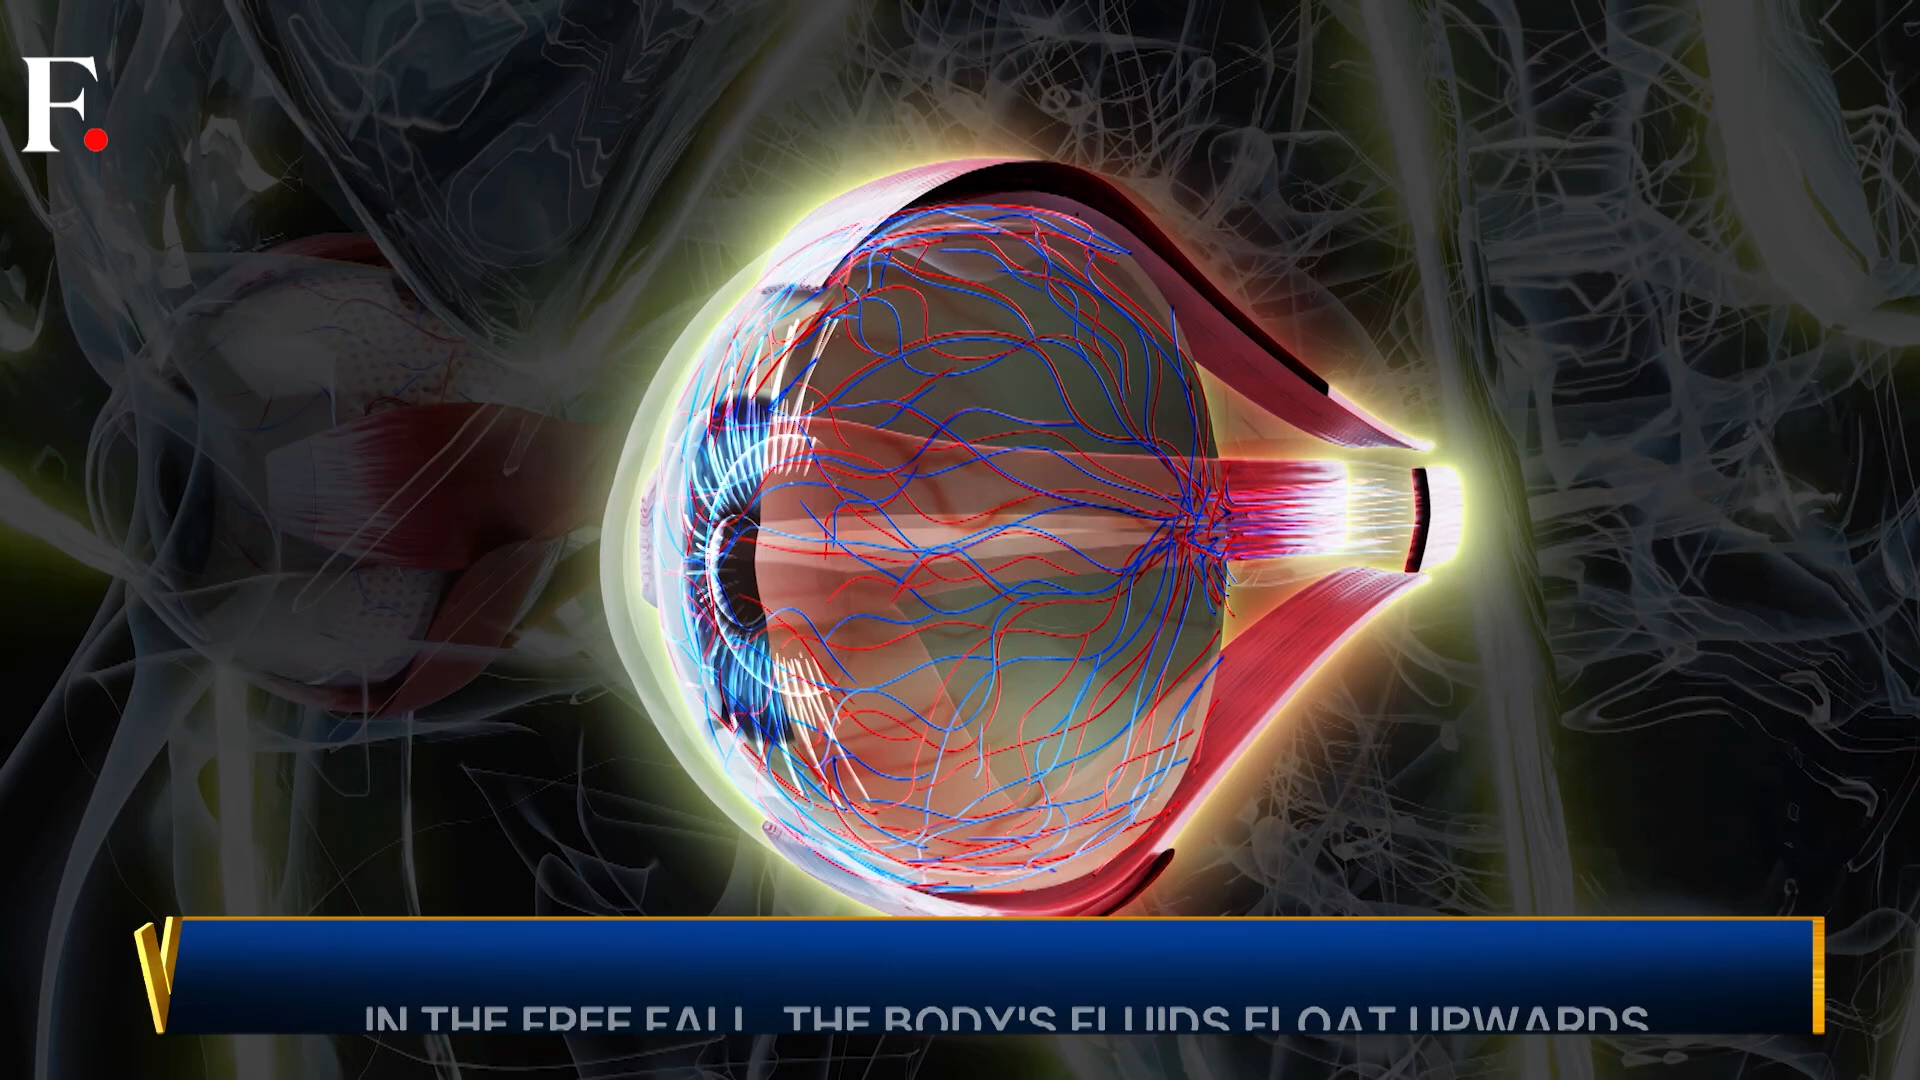 F.
IN THE FREE FALL, THE BODY'S FLUIDS FLOAT UPWARDS